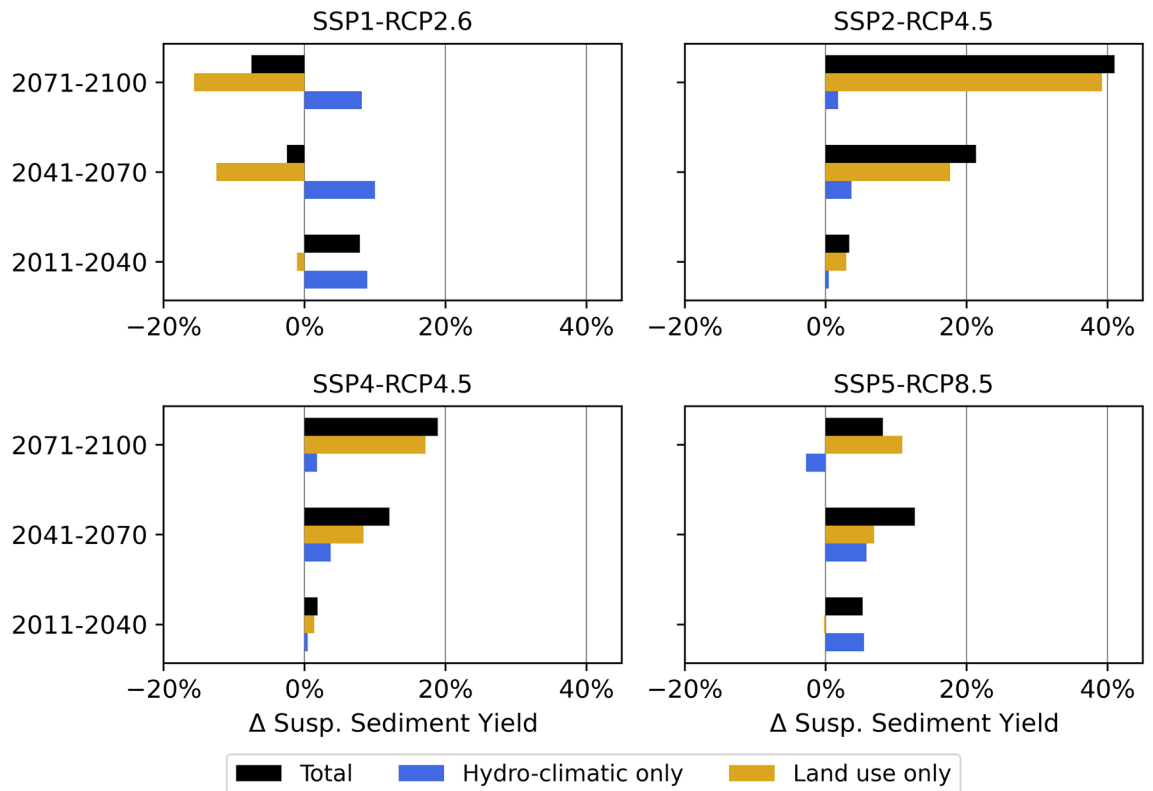 SSP1-RCP2.6
SSP2-RCP4.5
2071-2100
2041-2070
2011-2040
−20% 0% 20% 40%
−20% 0% 20% 40%
SSP4-RCP4.5
SSP5-RCP8.5
2071-2100
2041-2070
2011-2040
−20% 0% 20% 40%
−20% 0% 20% 40%
Δ Susp. Sediment Yield
Δ Susp. Sediment Yield
Total Hydro-climatic only Land use only